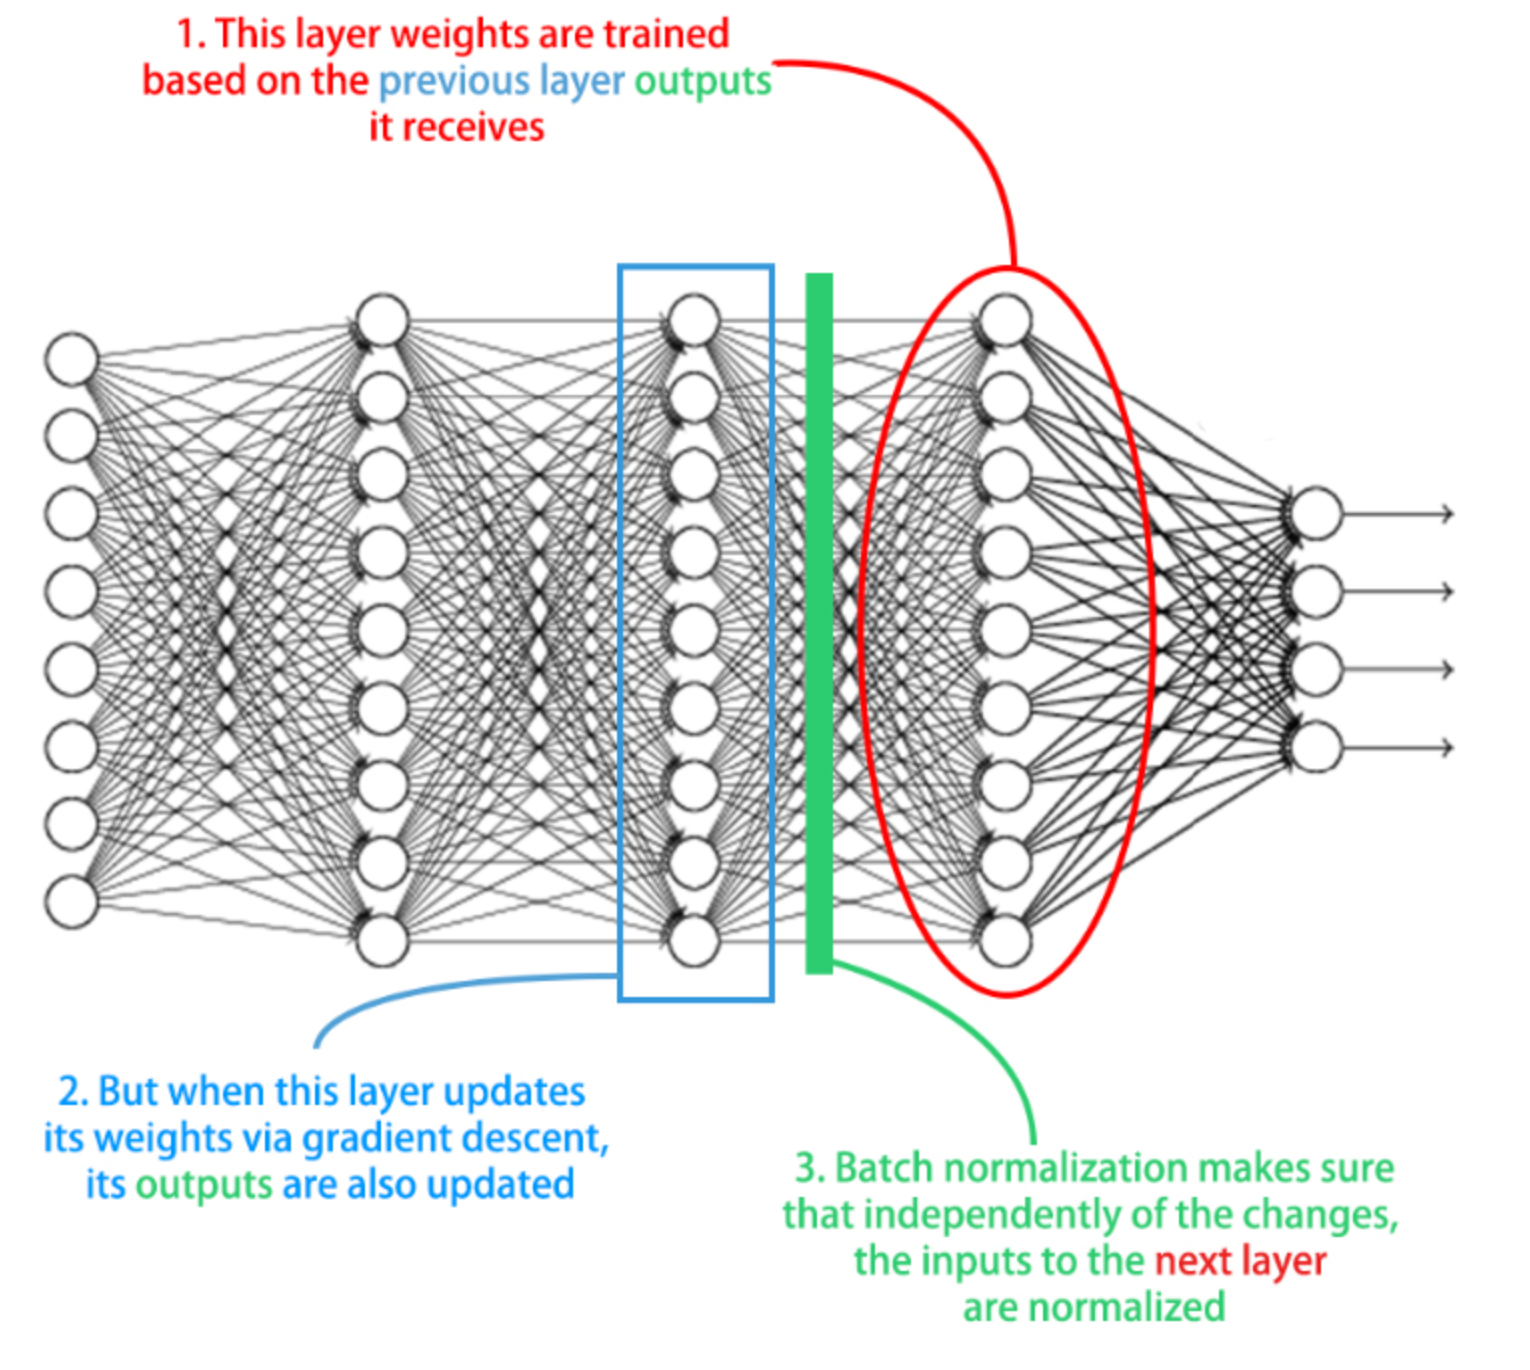 1. This layer weights are trained
based on the previous layer outputs
it receives
2. But when this layer updates
its weights via gradient descent,
its outputs are also updated
3. Batch normalization makes sure
that independently of the changes,
the inputs to the next layer
are normalized